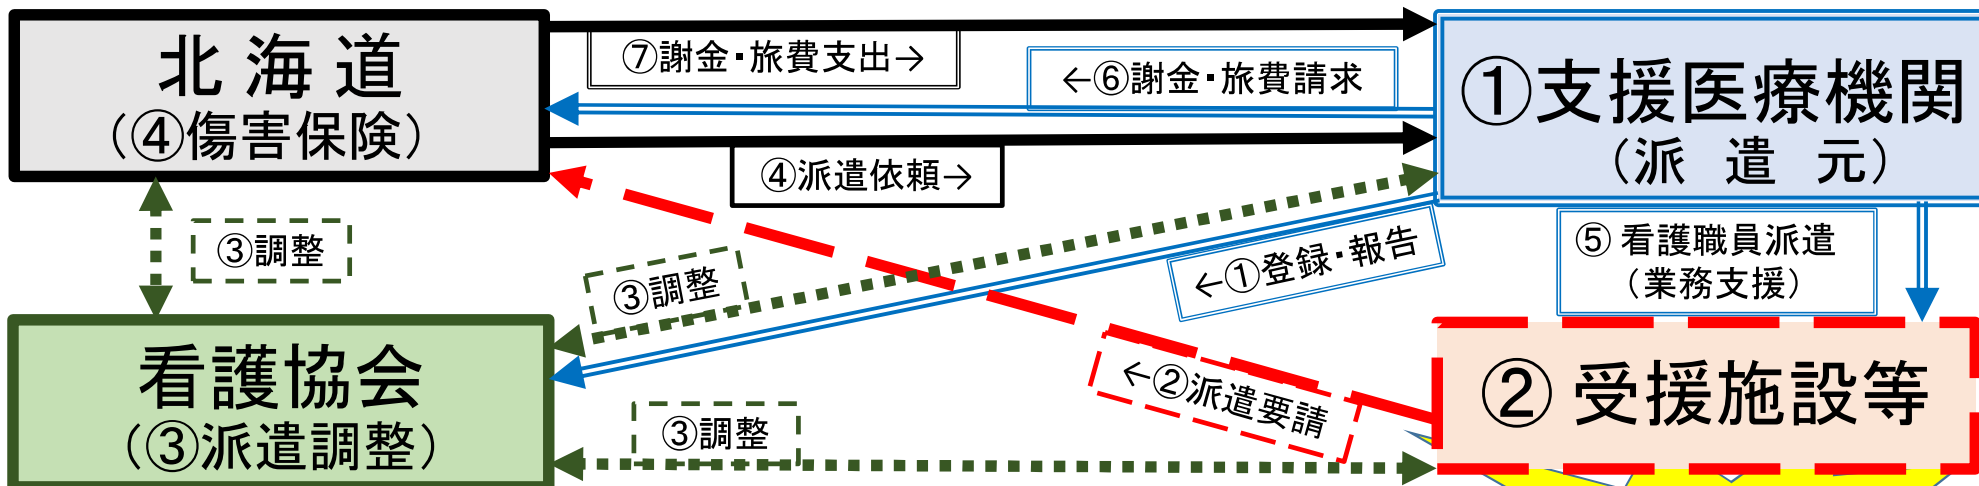 北 海 道
（④傷害保険）
⑦謝金・旅費支出→
←⑥謝金・旅費請求
①支援医療機関
（派 遣 元）
④派遣依頼→
③調整
③調整
←①登録・報告
⑤ 看護職員派遣
（業務支援）
看護協会
（③派遣調整）
←②派遣要請
② 受援施設等
③調整